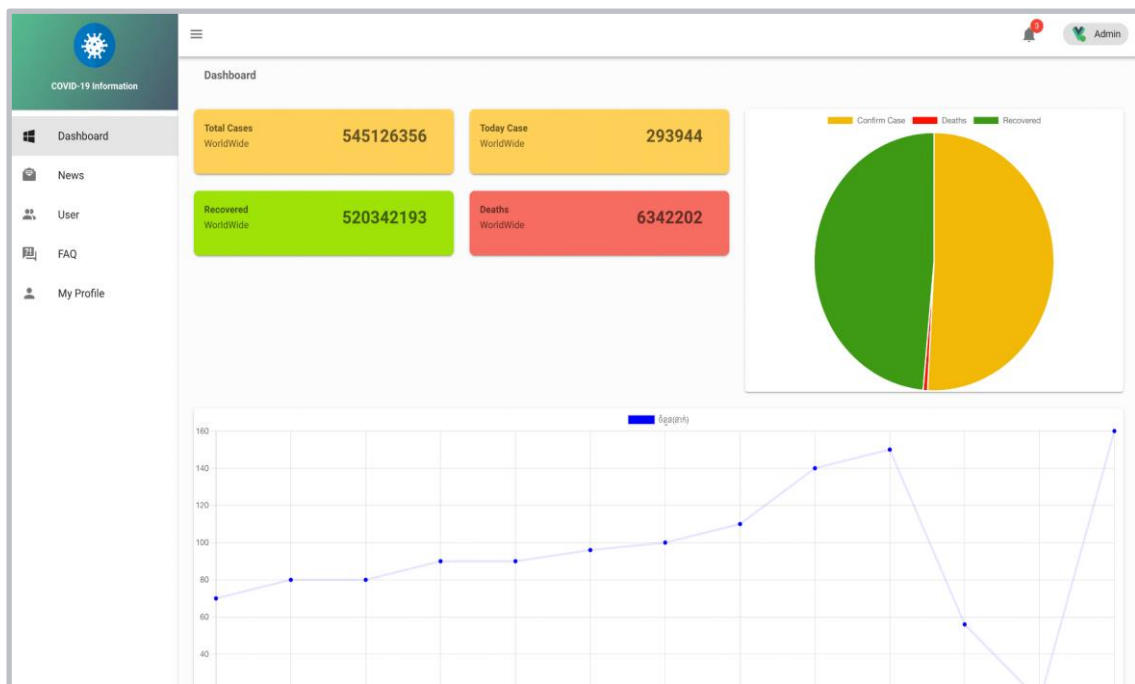 COVID-19 Information
Dashboard
News
User
FAQ
My Profile
3
Admin
Dashboard
Total Cases
WorldWide
545126356
Today Case
WorldWide
293944
Recovered
WorldWide
520342193
Deaths
WorldWide
6342202
Confirm Case Deaths Recovered
160
140
120
100
80
60
40